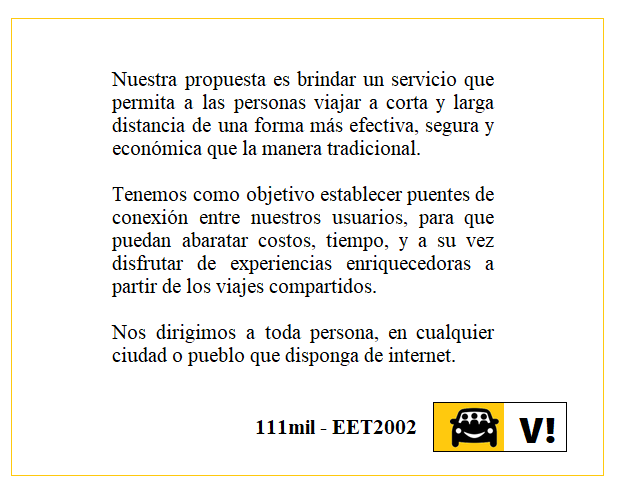 Nuestra propuesta es brindar un servicio que
permita a las personas viajar a corta y larga
distancia de una forma más efectiva, segura y
económica que la manera tradicional.
Tenemos como objetivo establecer puentes de
conexión entre nuestros usuarios, para que
puedan abaratar costos, tiempo, y a su vez
disfrutar de experiencias enriquecedoras a
partir de los viajes compartidos.
Nos dirigimos a toda persona, en cualquier
ciudad o pueblo que disponga de internet.
111mil - EET2002 V!